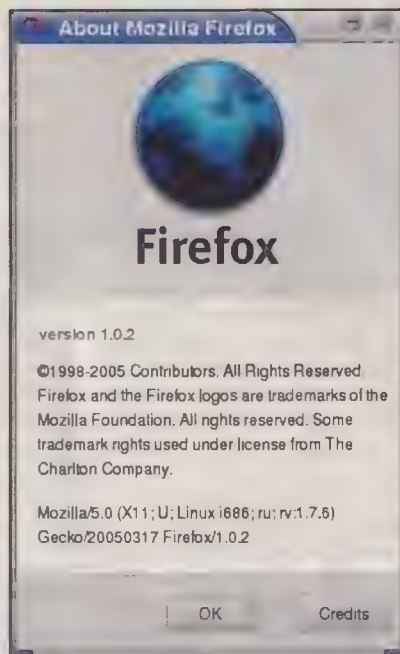 About Mozilla Firefox
Firefox
version 1.0.2
©1998-2005 Contributors. All Rights Reserved.
Firefox and the Firefox logos are trademarks of the
Mozilla Foundation. All rights reserved. Some
trademark rights used under license from The
Charlton Company.
Mozilla/5.0 (X11; U; Linux i686; ru; rv:1.7.6)
Gecko/20050317 Firefox/1.0.2
OK
Credits